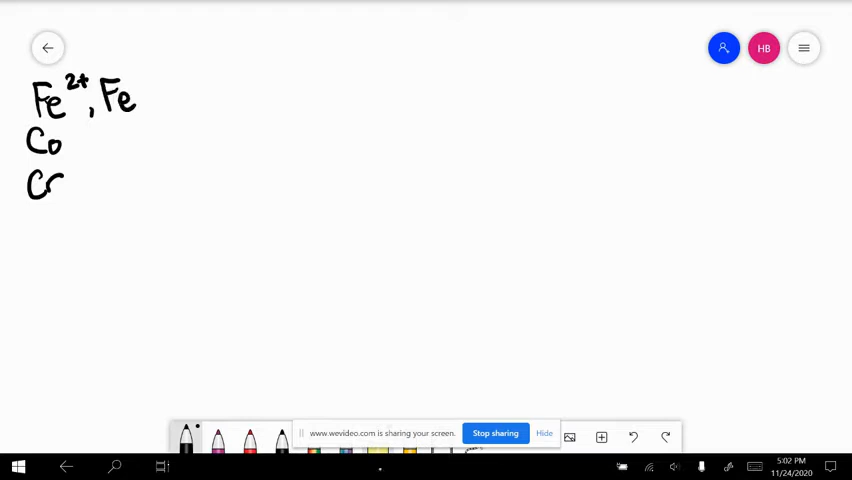 HB
Fe²⁺, Fe
Co
Cr
www.wevideo.com is sharing your screen.
Stop sharing
Hide
5:02 PM
11/24/2020